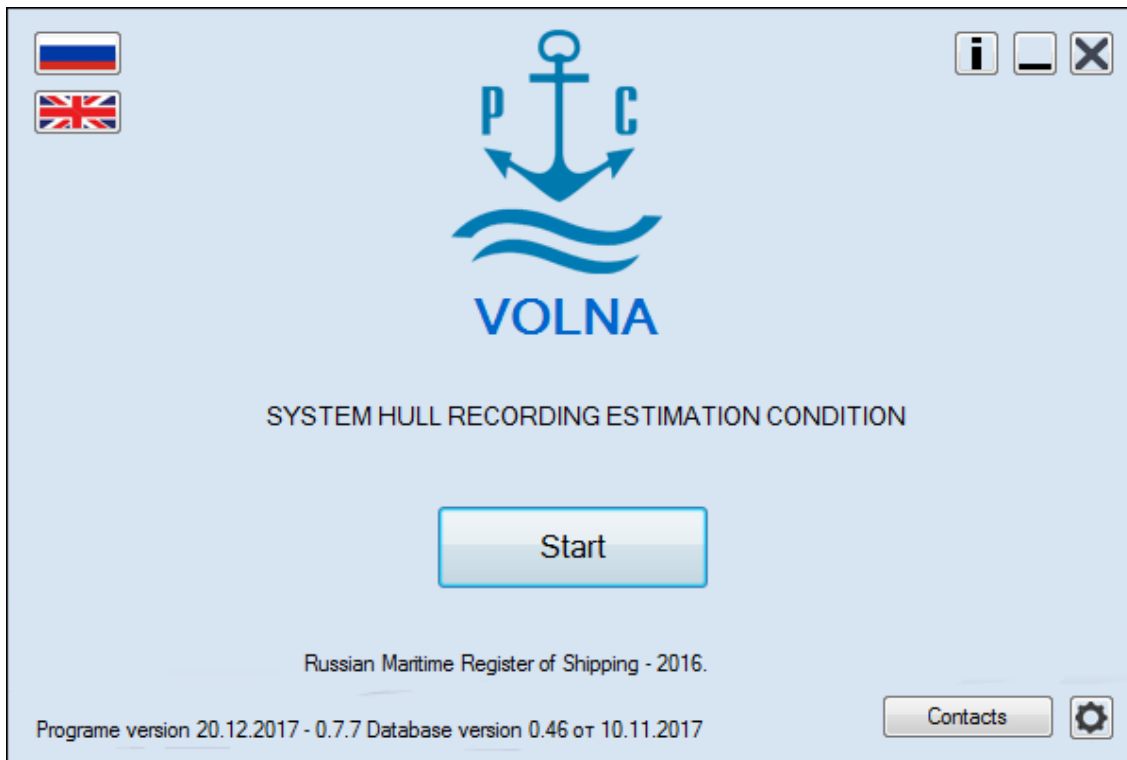 i
Р С
VOLNA
SYSTEM HULL RECORDING ESTIMATION CONDITION
Start
Russian Maritime Register of Shipping - 2016.
Contacts
Programe version 20.12.2017 - 0.7.7 Database version 0.46 от 10.11.2017